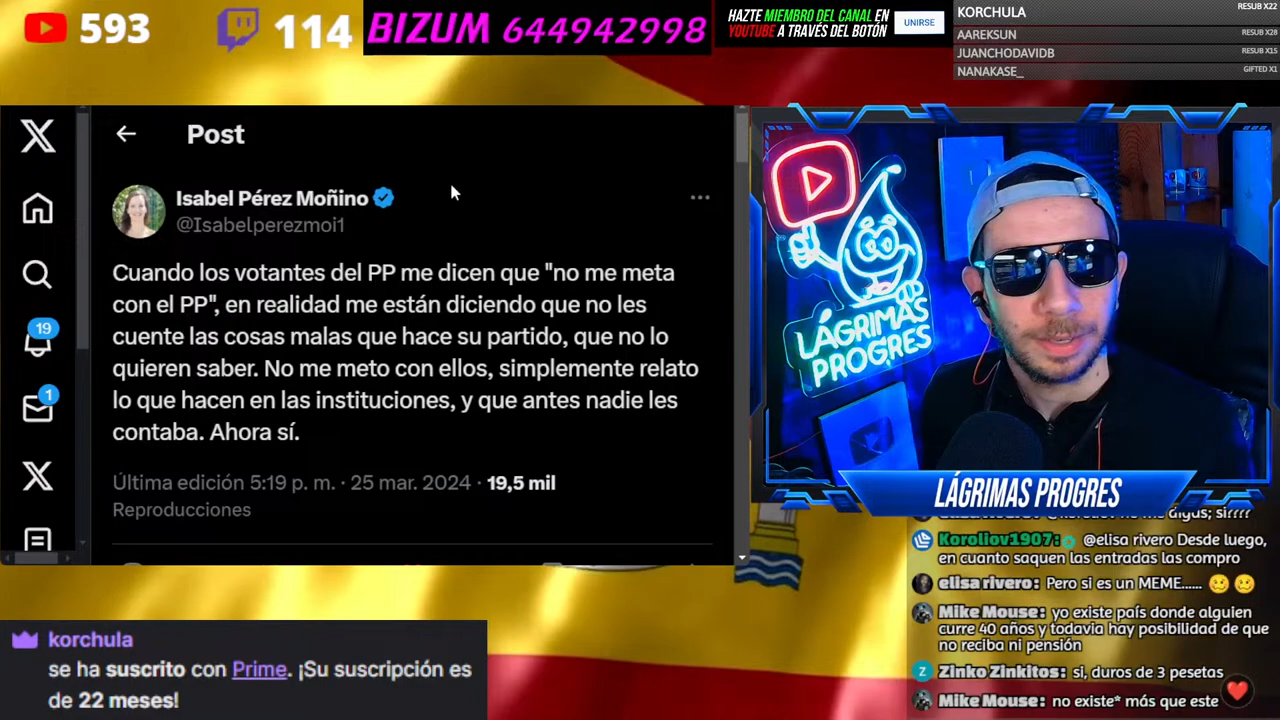 593
114
BIZUM 644942998
HAZTE MIEMBRO DEL CANAL EN
YOUTUBE A TRAVÉS DEL BOTÓN
UNIRSE
KORCHULA RESUB X22
AAREKSUN RESUB X28
JUANCHODAVIDB RESUB X15
NANAKASE_ GIFTED X1
Post
Isabel Pérez Moñino
@Isabelperezmoi1
Cuando los votantes del PP me dicen que "no me meta
con el PP", en realidad me están diciendo que no les
cuente las cosas malas que hace su partido, que no lo
quieren saber. No me meto con ellos, simplemente relato
lo que hacen en las instituciones, y que antes nadie les
contaba. Ahora sí.
Última edición 5:19 p. m. · 25 mar. 2024 · 19,5 mil
Reproducciones
19
1
LÁGRIMAS
PROGRES
LÁGRIMAS PROGRES
Koroliov1907: @elisa rivero Desde luego,
en cuanto saquen las entradas las compro
elisa rivero: Pero si es un MEME......
Mike Mouse: yo existe país donde alguien
curre 40 años y todavia hay posibilidad de que
no reciba ni pensión
Z Zinko Zinkitos: si, duros de 3 pesetas
Mike Mouse: no existe* más que este
korchula
se ha suscrito con Prime. ¡Su suscripción es
de 22 meses!